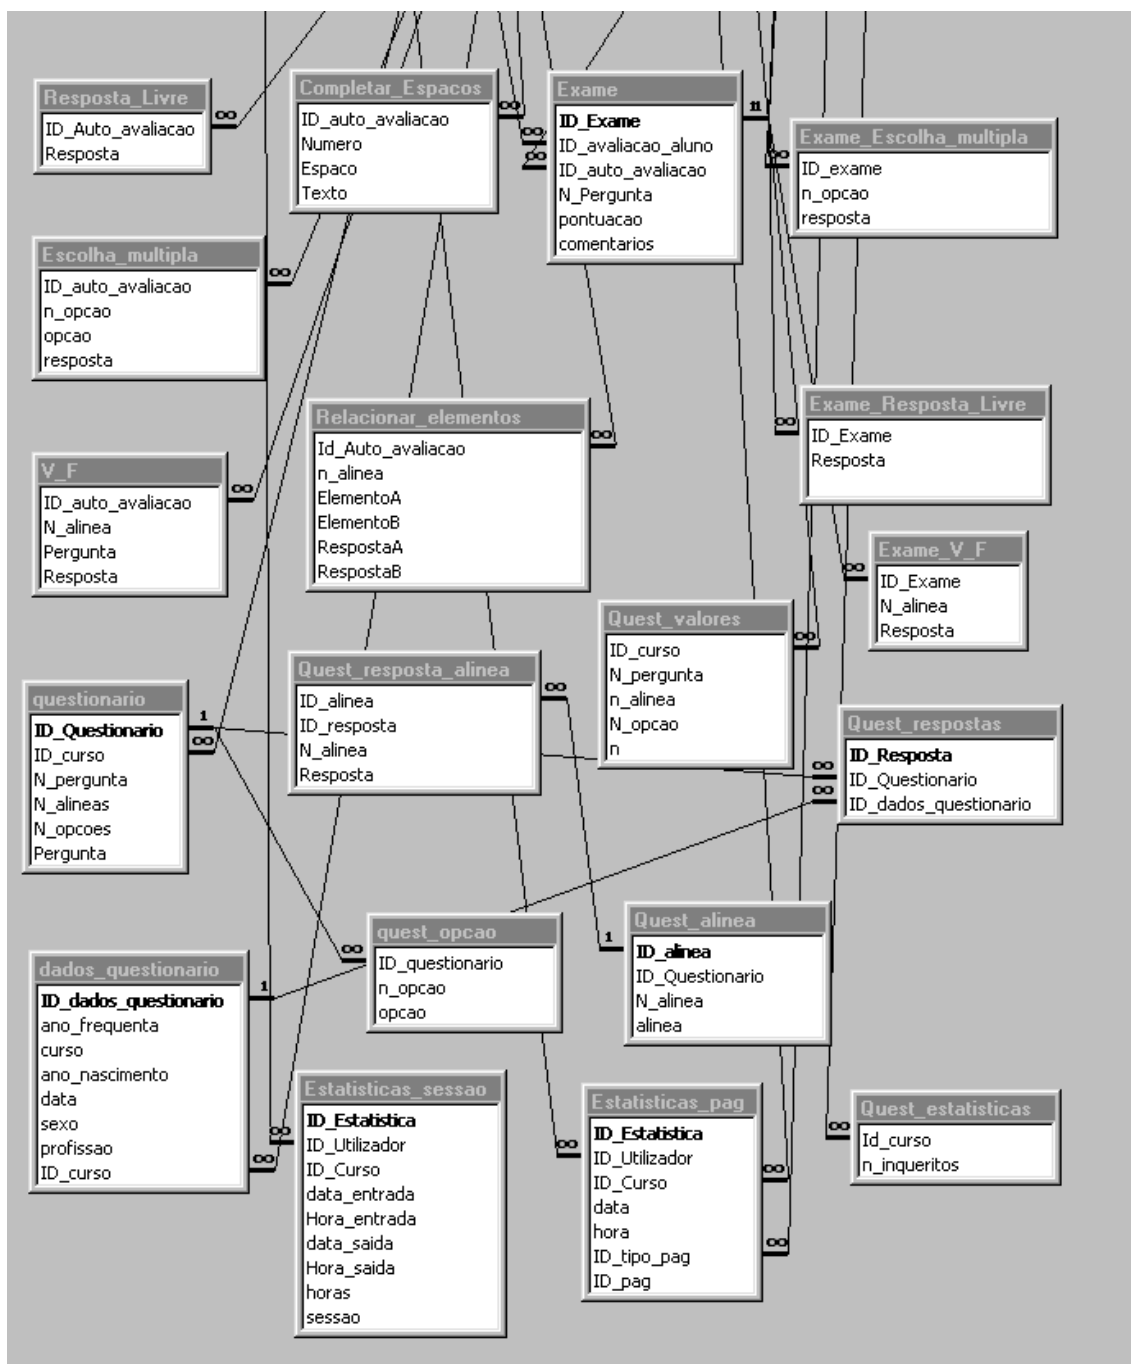 Resposta_Livre
ID_Auto_avaliacao
Resposta
∞
Completar_Espacos
ID_auto_avaliacao
Numero
Espaco
Texto
∞
Exame
ID_Exame
ID_avaliacao_aluno
ID_auto_avaliacao
N_Pergunta
pontuacao
comentarios
∞
∞
Exame_Escolha_multipla
ID_exame
n_opcao
resposta
∞
Escolha_multipla
ID_auto_avaliacao
n_opcao
opcao
resposta
∞
Relacionar_elementos
Id_Auto_avaliacao
n_alinea
ElementoA
ElementoB
RespostaA
RespostaB
∞
Exame_Resposta_Livre
ID_Exame
Resposta
∞
V_F
ID_auto_avaliacao
N_alinea
Pergunta
Resposta
∞
Exame_V_F
ID_Exame
N_alinea
Resposta
∞
Quest_valores
ID_curso
N_pergunta
n_alinea
N_opcao
n
∞
Quest_resposta_alinea
ID_alinea
ID_resposta
N_alinea
Resposta
∞
questionario
ID_Questionario
ID_curso
N_pergunta
N_alineas
N_opcoes
Pergunta
1
∞
Quest_respostas
ID_Resposta
ID_Questionario
ID_dados_questionario
∞
∞
quest_opcao
ID_questionario
n_opcao
opcao
∞
Quest_alinea
ID_alinea
ID_Questionario
N_alinea
alinea
1
dados_questionario
ID_dados_questionario
ano_frequenta
curso
ano_nascimento
data
sexo
profissao
ID_curso
1
∞
Estatisticas_sessao
ID_Estatistica
ID_Utilizador
ID_Curso
data_entrada
Hora_entrada
data_saida
Hora_saida
horas
sessao
∞
Estatisticas_pag
ID_Estatistica
ID_Utilizador
ID_Curso
data
hora
ID_tipo_pag
ID_pag
∞
∞
∞
Quest_estatisticas
Id_curso
n_inqueritos
∞